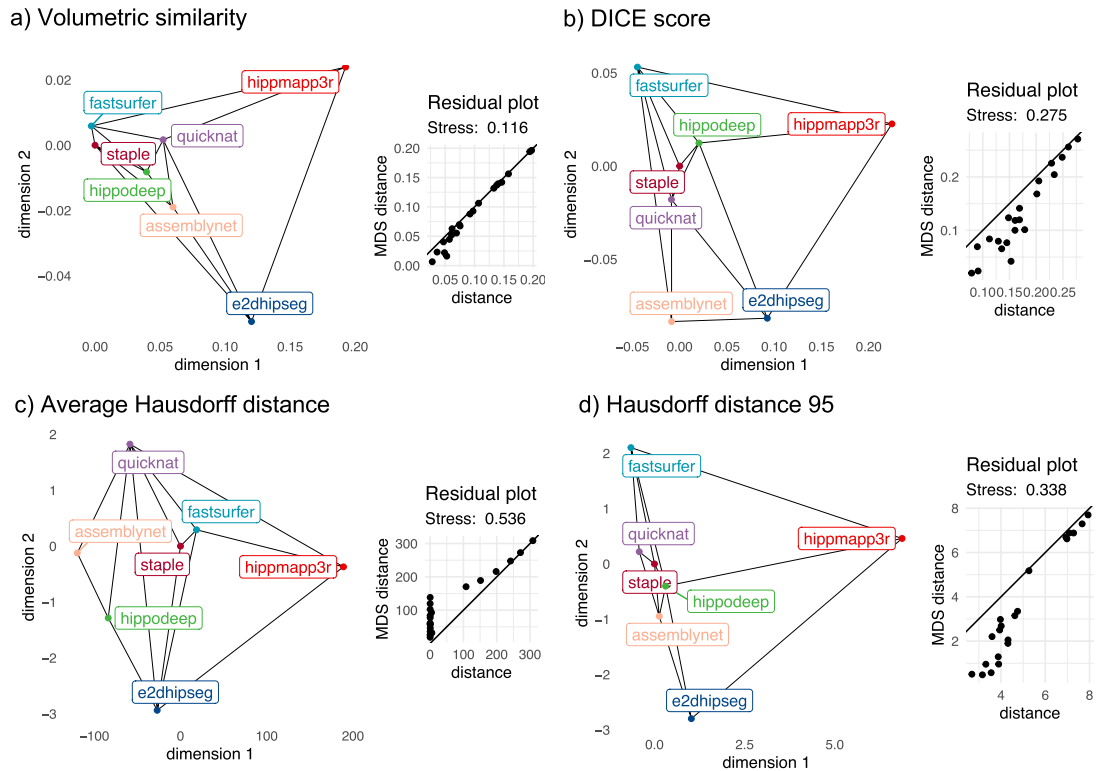 a) Volumetric similarity
hippmapp3r
fastsurfer
quicknat
staple
hippodeep
assemblynet
e2dhipseg
0.02
0.00
−0.02
−0.04
dimension 2
0.00
0.05
0.10
0.15
0.20
dimension 1
Residual plot
Stress: 0.116
0.20
0.15
0.10
0.05
0.00
MDS distance
0.05 0.10 0.15 0.20
distance
b) DICE score
fastsurfer
hippodeep
hippmapp3r
staple
quicknat
assemblynet
e2dhipseg
0.05
0.00
−0.05
dimension 2
−0.05
0.00
0.05
0.10
0.15
0.20
dimension 1
Residual plot
Stress: 0.275
0.2
0.1
MDS distance
0.10 0.15 0.20 0.25
distance
c) Average Hausdorff distance
quicknat
fastsurfer
assemblynet
staple
hippmapp3r
hippodeep
e2dhipseg
2
1
0
−1
−2
−3
dimension 2
−100
0
100
200
dimension 1
Residual plot
Stress: 0.536
300
200
100
MDS distance
0 100 200 300
distance
d) Hausdorff distance 95
fastsurfer
quicknat
hippmapp3r
staple
hippodeep
assemblynet
e2dhipseg
2
1
0
−1
−2
−3
dimension 2
0.0
2.5
5.0
dimension 1
Residual plot
Stress: 0.338
8
6
4
2
MDS distance
4 6 8
distance